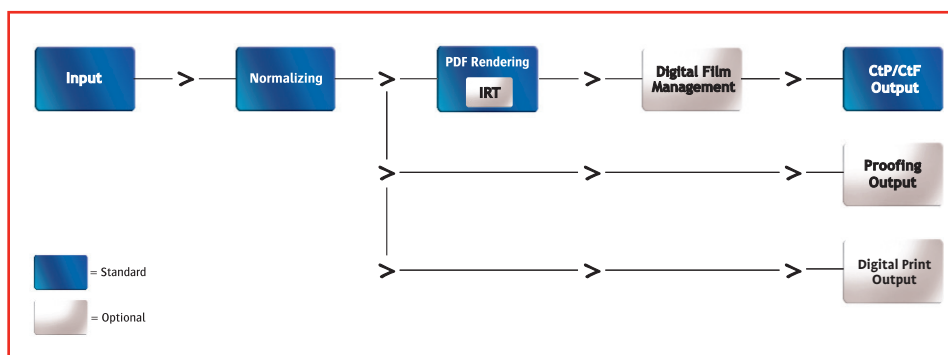 Input
Normalizing
PDF Rendering
IRT
Digital Film
Management
CtP/CtF
Output
Proofing
Output
Digital Print
Output
= Standard
= Optional